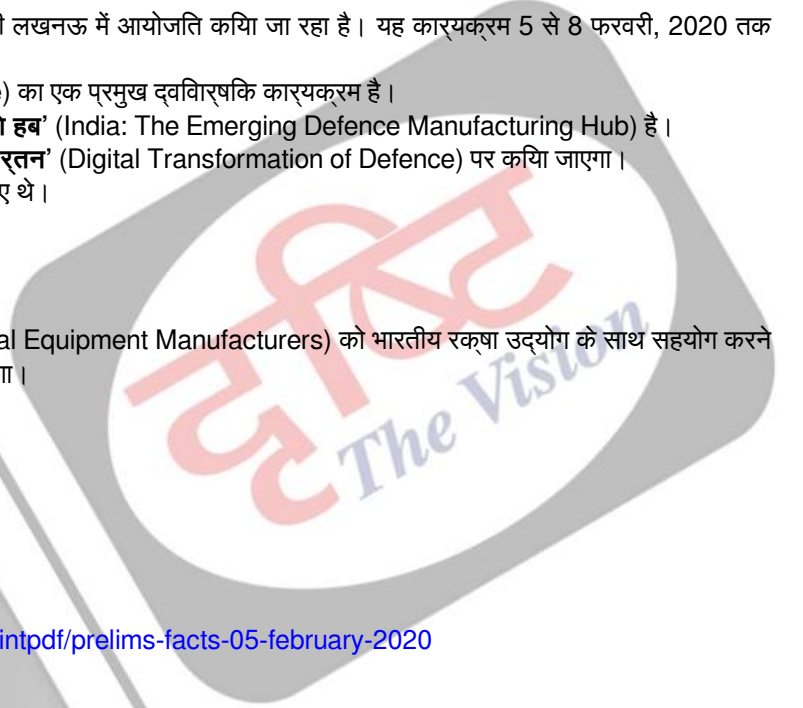 लखनऊ में आयोजित किया जा रहा है। यह कार्यक्रम 5 से 8 फरवरी, 2020 तक
का एक प्रमुख द्विवार्षिक कार्यक्रम है।
हब’ (India: The Emerging Defence Manufacturing Hub) है।
(Digital Transformation of Defence) पर किया जाएगा।
थे।
Equipment Manufacturers) को भारतीय रक्षा उद्योग के साथ सहयोग करने
दृष्टि
The Vision
intpdf/prelims-facts-05-february-2020